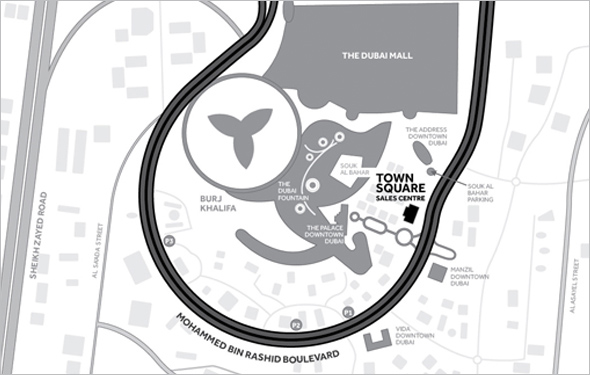 THE DUBAI MALL
THE ADDRESS
DOWNTOWN
DUBAI
SOUK
AL BAHAR
TOWN
SQUARE
SALES CENTRE
SOUK AL
BAHAR
PARKING
THE
DUBAI
FOUNTAIN
BURJ
KHALIFA
THE PALACE
DOWNTOWN
DUBAI
SHEIKH ZAYED ROAD
AL SANDA STREET
P3
MANZIL
DOWNTOWN
DUBAI
AL ASAYEL STREET
P2
P1
VIDA
DOWNTOWN
DUBAI
MOHAMMED BIN RASHID BOULEVARD